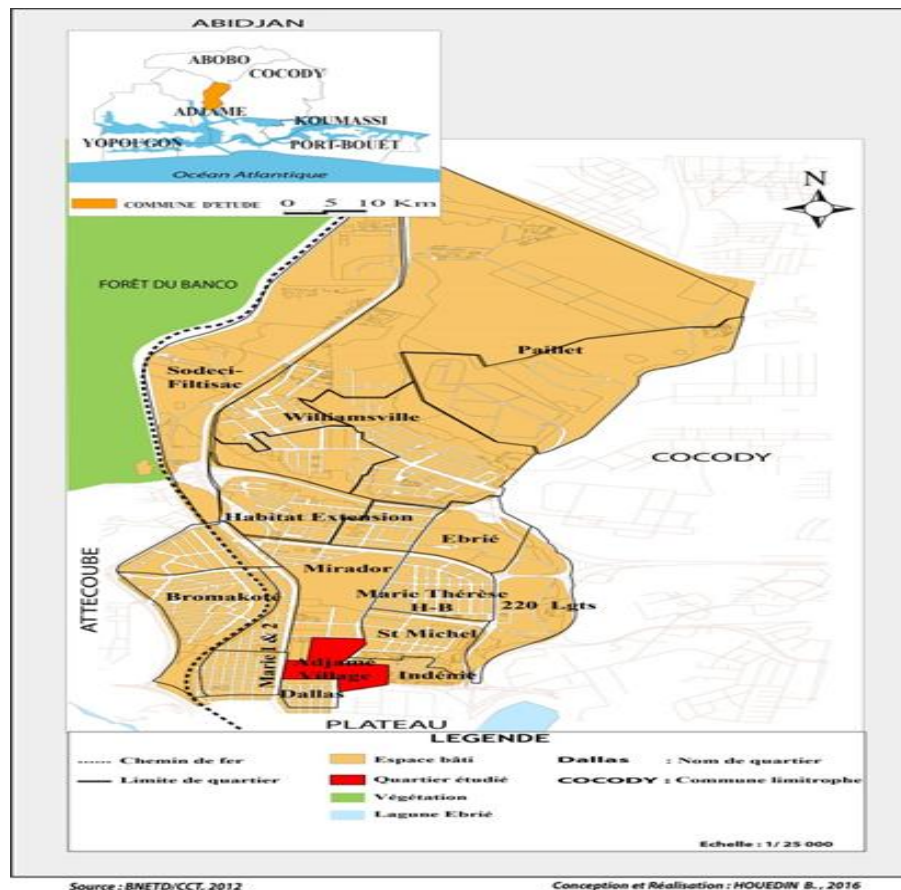 ABIDJAN
ABOBO
COCODY
ADJAME
KOUMASSI
YOPOUGON
PORT-BOUËT
Océan Atlantique
COMMUNE D'ETUDE 0 5 10 Km
N
FORÊT DU BANCO
Paillet
Sodeci-
Filtisac
Williamsville
COCODY
Habitat Extension
Ebrié
ATTECOUBE
Mirador
Bromakoté
Marie Thérèse
H-B
220 Lgts
St Michel
Marie 1 & 2
Adjamé
Village
Indénié
Dallas
PLATEAU
LEGENDE
Chemin de fer
Limite de quartier
Espace bâti
Quartier étudié
Végétation
Lagune Ebrié
Dallas : Nom de quartier
COCODY : Commune limitrophe
Echelle : 1/ 25 000
Source : BNETD/CCT, 2012
Conception et Réalisation : HOUEDIN B. , 2016